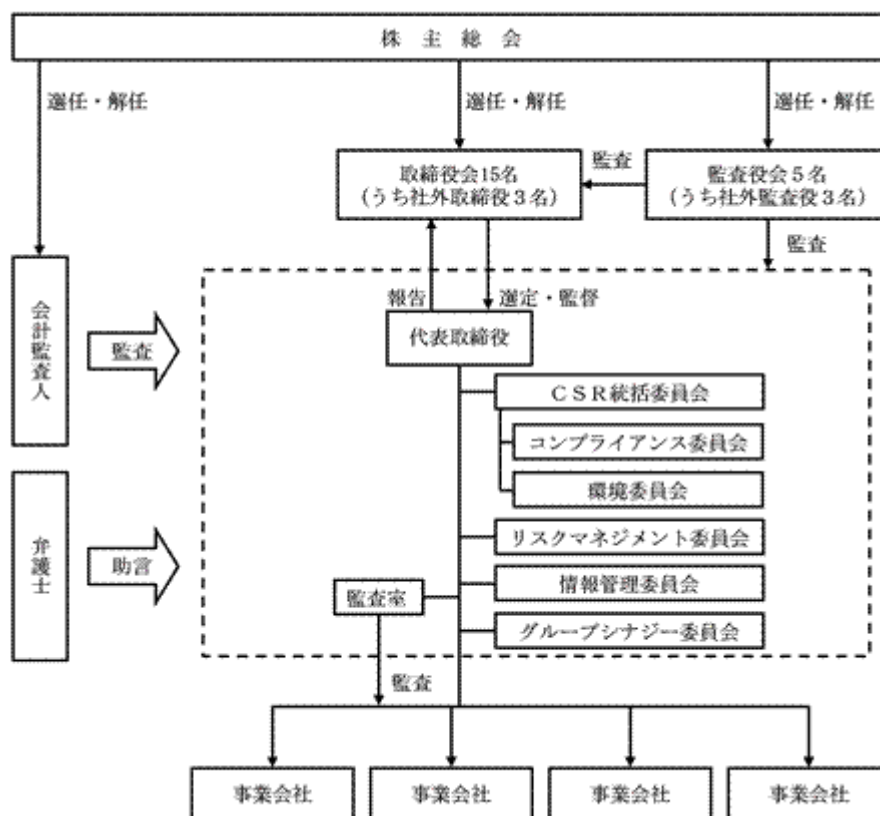 株主総会
選任・解任
選任・解任
選任・解任
取締役会15名
（うち社外取締役３名）
監査
監査役会５名
（うち社外監査役３名）
監査
報告
選定・監督
代表取締役
会計監査人
監査
ＣＳＲ統括委員会
コンプライアンス委員会
環境委員会
弁護士
助言
リスクマネジメント委員会
情報管理委員会
監査室
グループシナジー委員会
監査
事業会社
事業会社
事業会社
事業会社